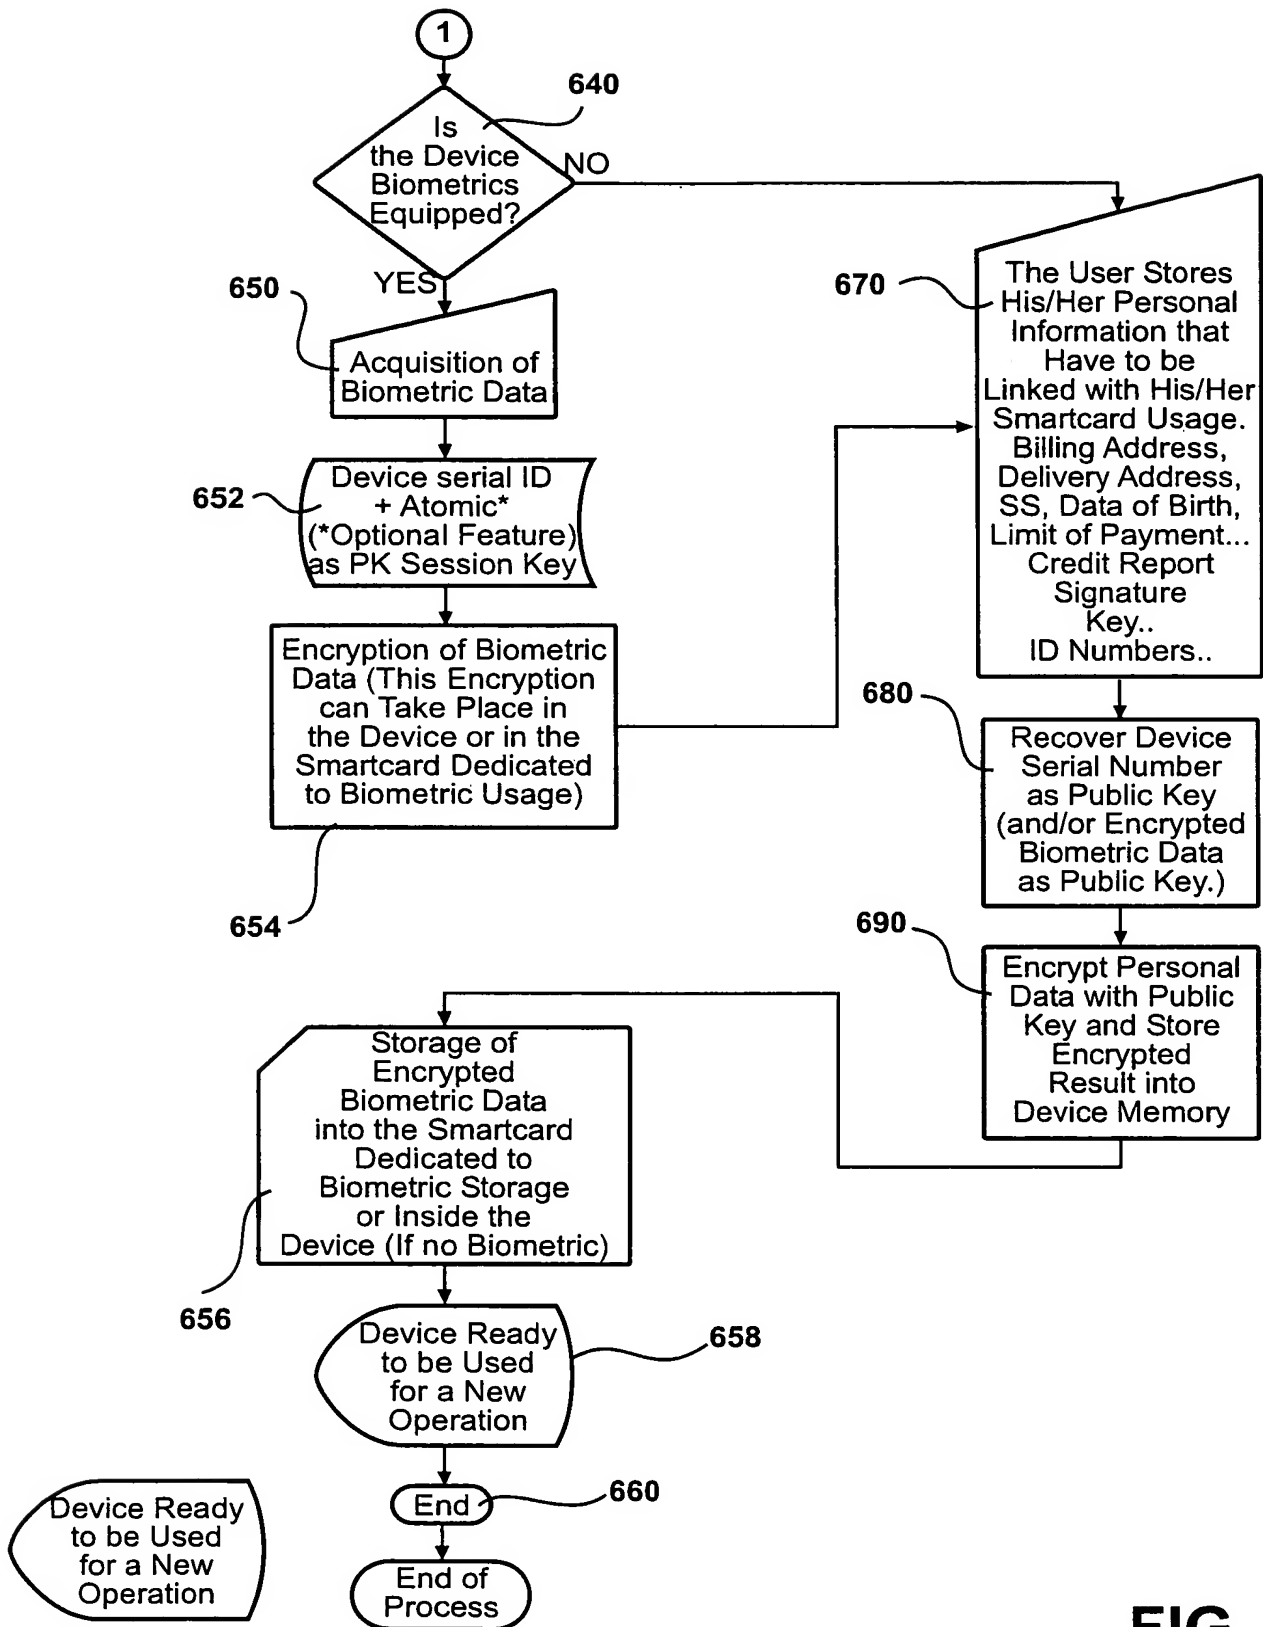 1
640
Is
the Device
Biometrics
Equipped?
NO
YES
650
Acquisition of
Biometric Data
652
Device serial ID
+ Atomic*
(*Optional Feature)
as PK Session Key
Encryption of Biometric
Data (This Encryption
can Take Place in
the Device or in the
Smartcard Dedicated
to Biometric Usage)
654
670
The User Stores
His/Her Personal
Information that
Have to be
Linked with His/Her
Smartcard Usage.
Billing Address,
Delivery Address,
SS, Data of Birth,
Limit of Payment...
Credit Report
Signature
Key..
ID Numbers..
680
Recover Device
Serial Number
as Public Key
(and/or Encrypted
Biometric Data
as Public Key.)
690
Encrypt Personal
Data with Public
Key and Store
Encrypted
Result into
Device Memory
Storage of
Encrypted
Biometric Data
into the Smartcard
Dedicated to
Biometric Storage
or Inside the
Device (If no Biometric)
656
Device Ready
to be Used
for a New
Operation
658
End
660
Device Ready
to be Used
for a New
Operation
End of
Process
FIG